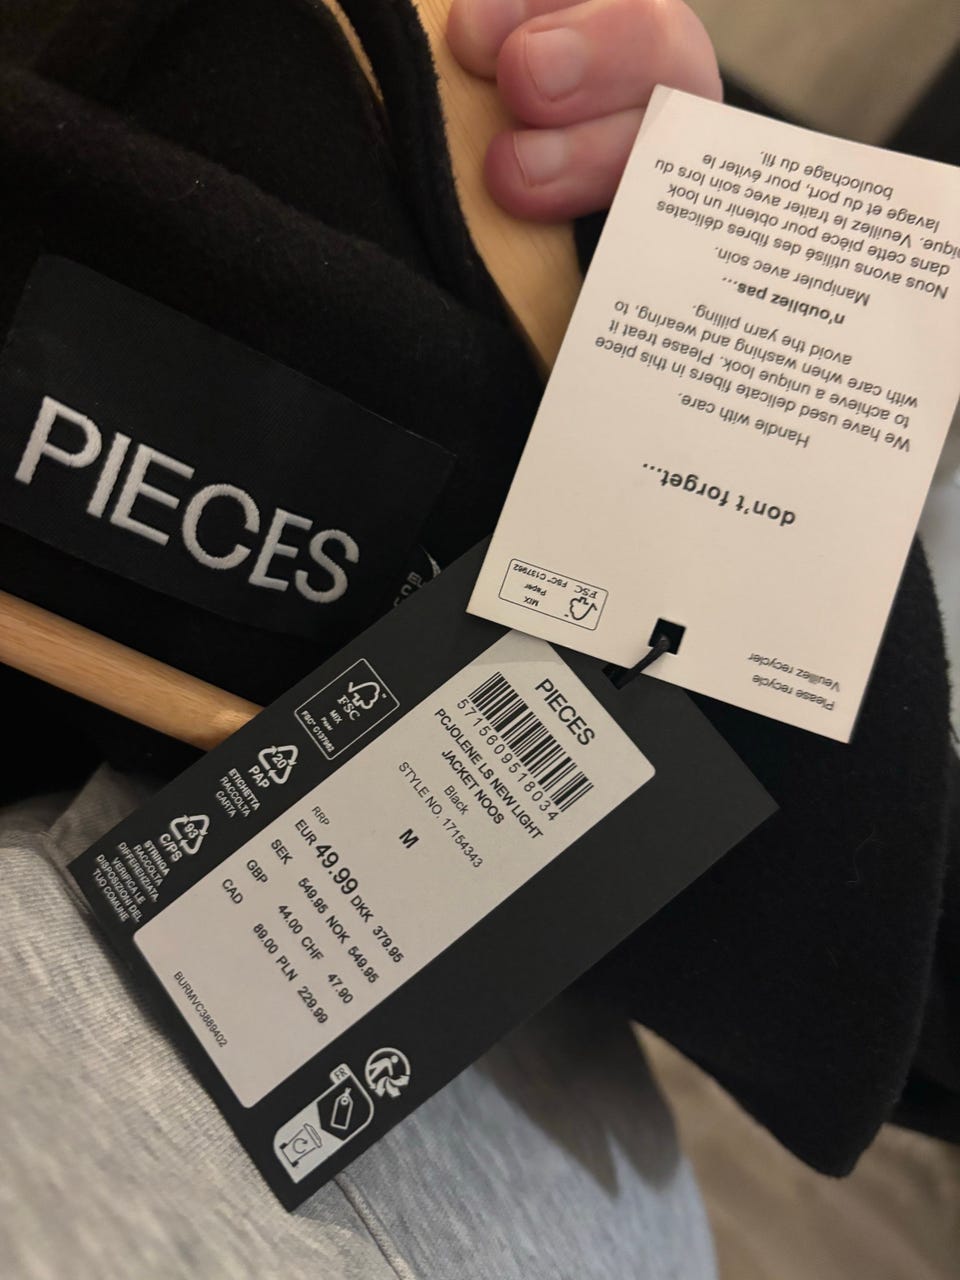 PIECES
don't forget...
Handle with care.
We have used delicate fibers in this piece
to achieve a unique look. Please treat it
with care when washing and wearing, to
avoid the yarn pilling.
n'oubliez pas...
Manipuler avec soin.
Nous avons utilisé des fibres délicates
dans cette pièce pour obtenir un look
Veuillez le traiter avec soin lors du
lavage et du port, pour éviter le
boulochage du fil.
MIX
Paper
FSC
FSC® C137982
Please recycle
Veuillez recycler
PIECES
5715609518034
PCJOLENE LS NEW LIGHT
JACKET NOOS
Black
STYLE NO. 17154343
M
RRP
EUR 49.99 DKK 379.95
SEK 549.95 NOK 549.95
GBP 44.00 CHF 47.90
CAD 89.00 PLN 229.99
BURMVC3889402
FSC
MIX
Paper
FSC® C137982
20
PAP
ETICHETTA
RACCOLTA
CARTA
93
C/PS
STRINGA
RACCOLTA
DIFFERENZIATA.
VERIFICA LE
DISPOSIZIONI DEL
TUO COMUNE
FR